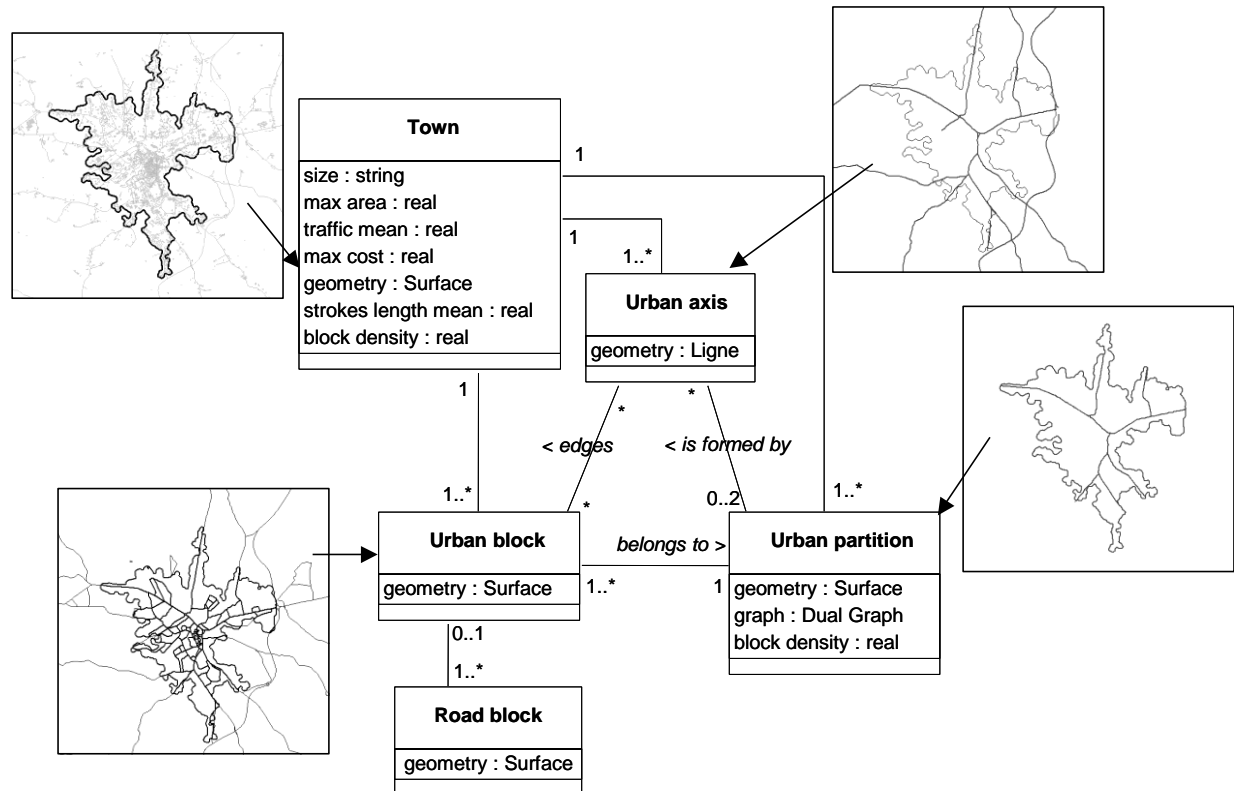 Town
size : string
max area : real
traffic mean : real
max cost : real
geometry : Surface
strokes length mean : real
block density : real
1
1
1..*
Urban axis
geometry : Ligne
1
*
*
< edges
< is formed by
1..*
*
0..2
1..*
Urban block
geometry : Surface
belongs to >
1..*
1
Urban partition
geometry : Surface
graph : Dual Graph
block density : real
0..1
1..*
Road block
geometry : Surface